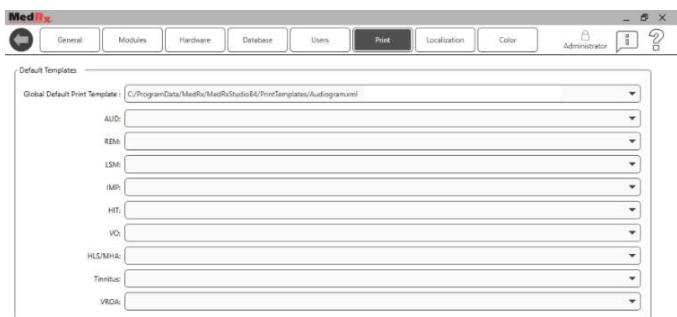 MedRx
General Modules Hardware Database Users Print Localization Color Administrator
Default Templates
Global Default Print Template : C:/ProgramData/MedRx/MedRxStudio64/PrintTemplates/Audiogram.xml
AUD:
REM:
LSM:
IMP:
HIT:
VO:
HLS/MHA:
Tinnitus:
VROA: